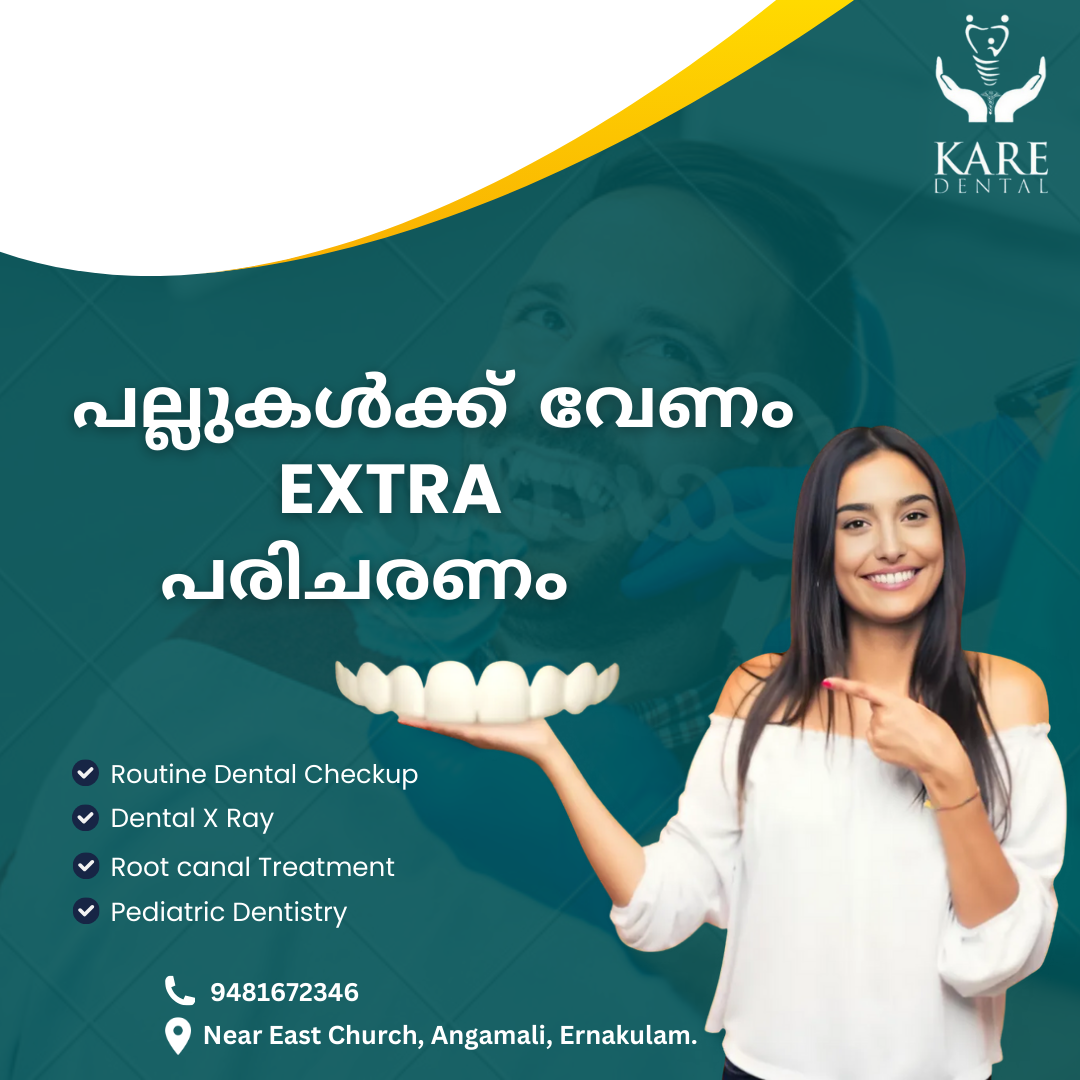 KARE
DENTAL
പല്ലുകൾക്ക് വേണം
EXTRA
പരിചരണം
Routine Dental Checkup
Dental X Ray
Root canal Treatment
Pediatric Dentistry
9481672346
Near East Church, Angamali, Ernakulam.